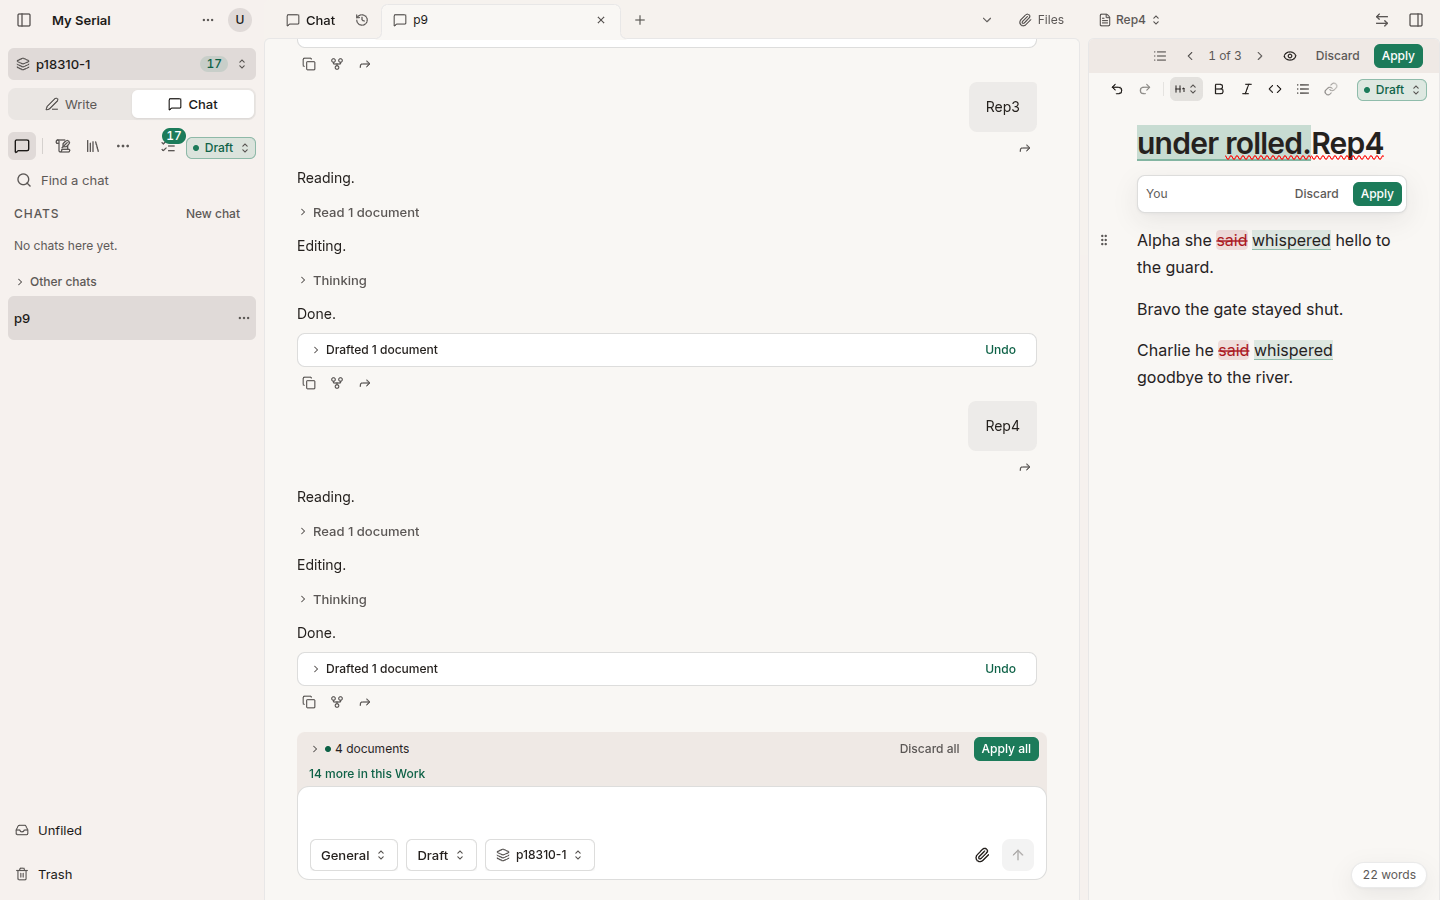 My Serial
U
Chat
p9
Files
Rep4
p18310-1
17
Write
Chat
17
Draft
Find a chat
CHATS
New chat
No chats here yet.
Other chats
p9
Unfiled
Trash
Rep3
Reading.
Read 1 document
Editing.
Thinking
Done.
Drafted 1 document
Undo
Rep4
Reading.
Read 1 document
Editing.
Thinking
Done.
Drafted 1 document
Undo
4 documents
Discard all
Apply all
14 more in this Work
General
Draft
p18310-1
1 of 3
Discard
Apply
H1
B
I
Draft
under rolled.Rep4
You
Discard
Apply
Alpha she said whispered hello to
the guard.
Bravo the gate stayed shut.
Charlie he said whispered
goodbye to the river.
22 words